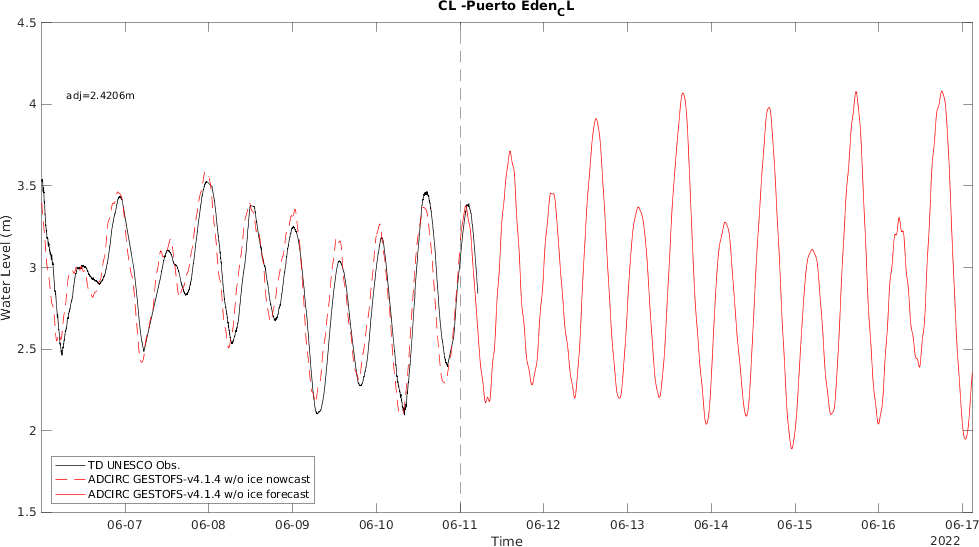 CL -Puerto Eden_CL
4.5
4
3.5
3
2.5
2
1.5
Water Level (m)
adj=2.4206m
TD UNESCO Obs.
ADCIRC GESTOFS-v4.1.4 w/o ice nowcast
ADCIRC GESTOFS-v4.1.4 w/o ice forecast
06-07 06-08 06-09 06-10 06-11 06-12 06-13 06-14 06-15 06-16 06-17
Time
2022